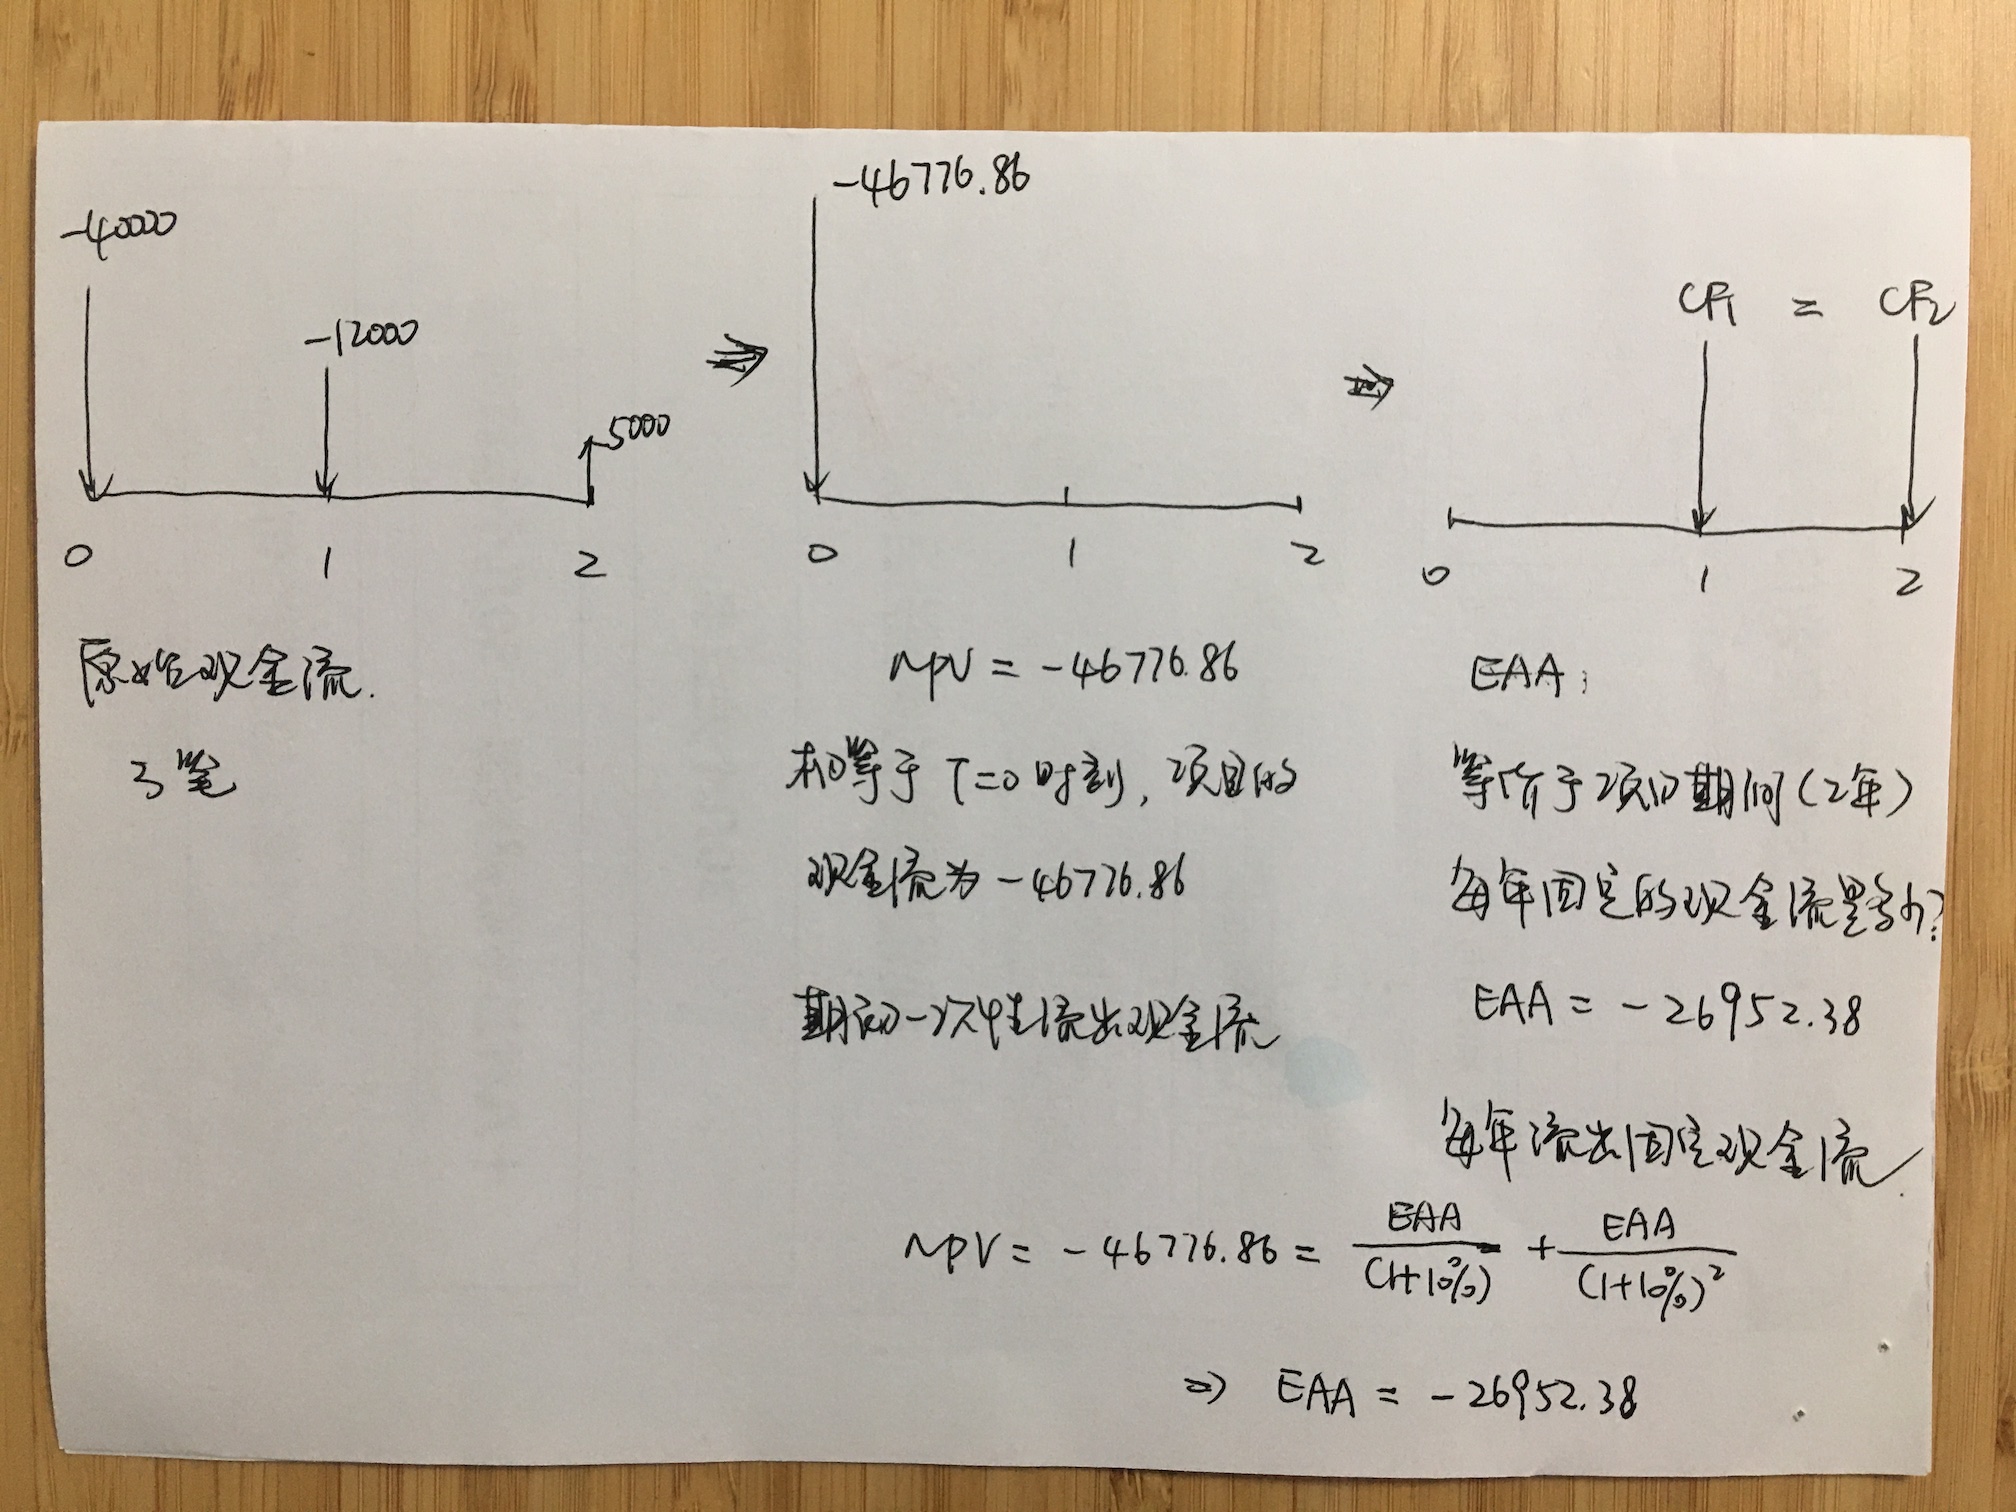 -40000
-12000
5000
0 1 2
原始现金流.
3笔
-46776.86
0 1 2
NPV = -46776.86
相当于 T=0时刻, 项目的
现金流为 -46776.86
期初一次性流出现金流
CF1 = CF2
0 1 2
EAA:
等价于项目期间(2年)
每年固定的现金流是多少?
EAA = -26952.38
每年流出固定现金流.
NPV = -46776.86 = EAA/(1+10%) + EAA/(1+10%)²
⇒ EAA = -26952.38